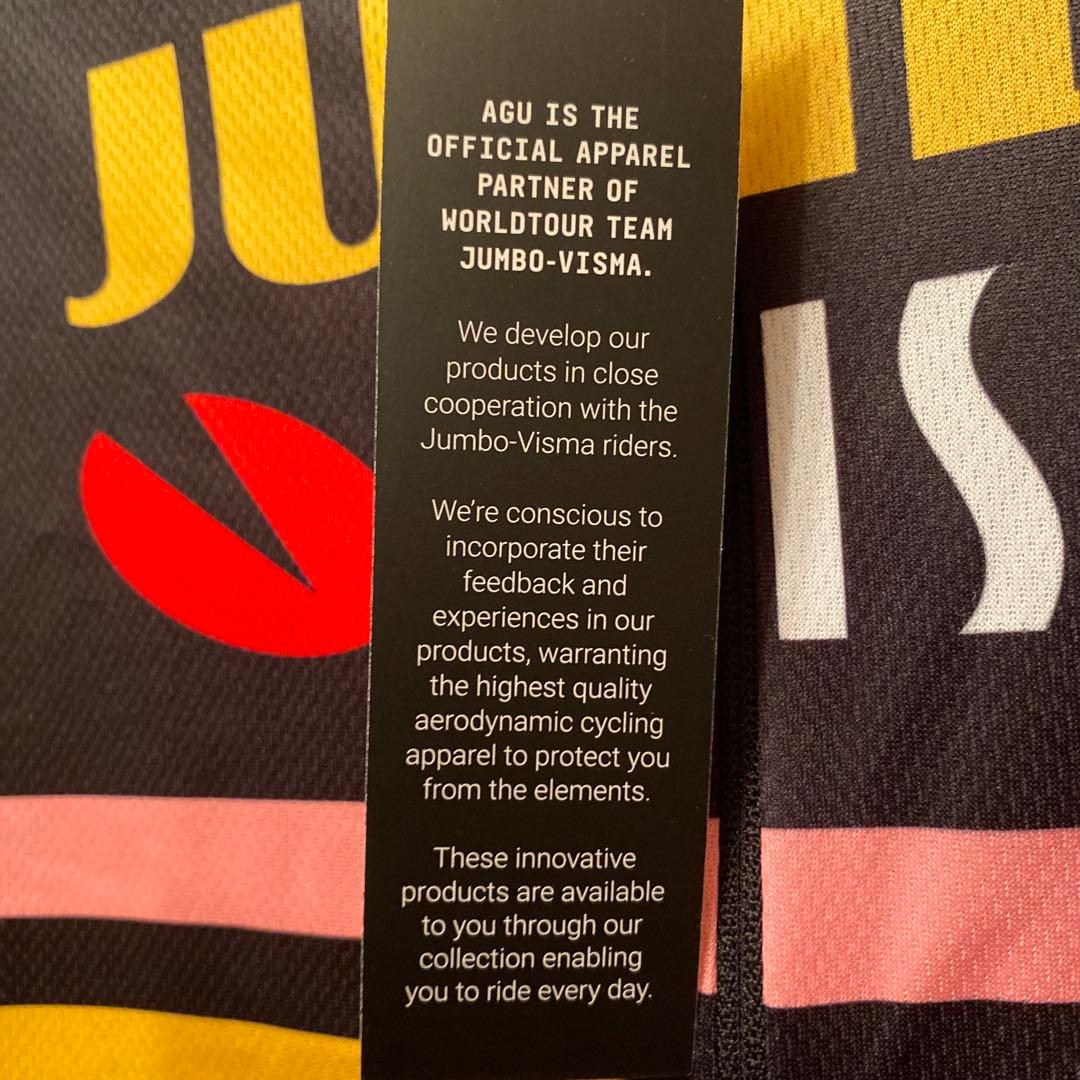 JU
IS
AGU IS THE
OFFICIAL APPAREL
PARTNER OF
WORLDTOUR TEAM
JUMBO-VISMA.
We develop our
products in close
cooperation with the
Jumbo-Visma riders.
We're conscious to
incorporate their
feedback and
experiences in our
products, warranting
the highest quality
aerodynamic cycling
apparel to protect you
from the elements.
These innovative
products are available
to you through our
collection enabling
you to ride every day.